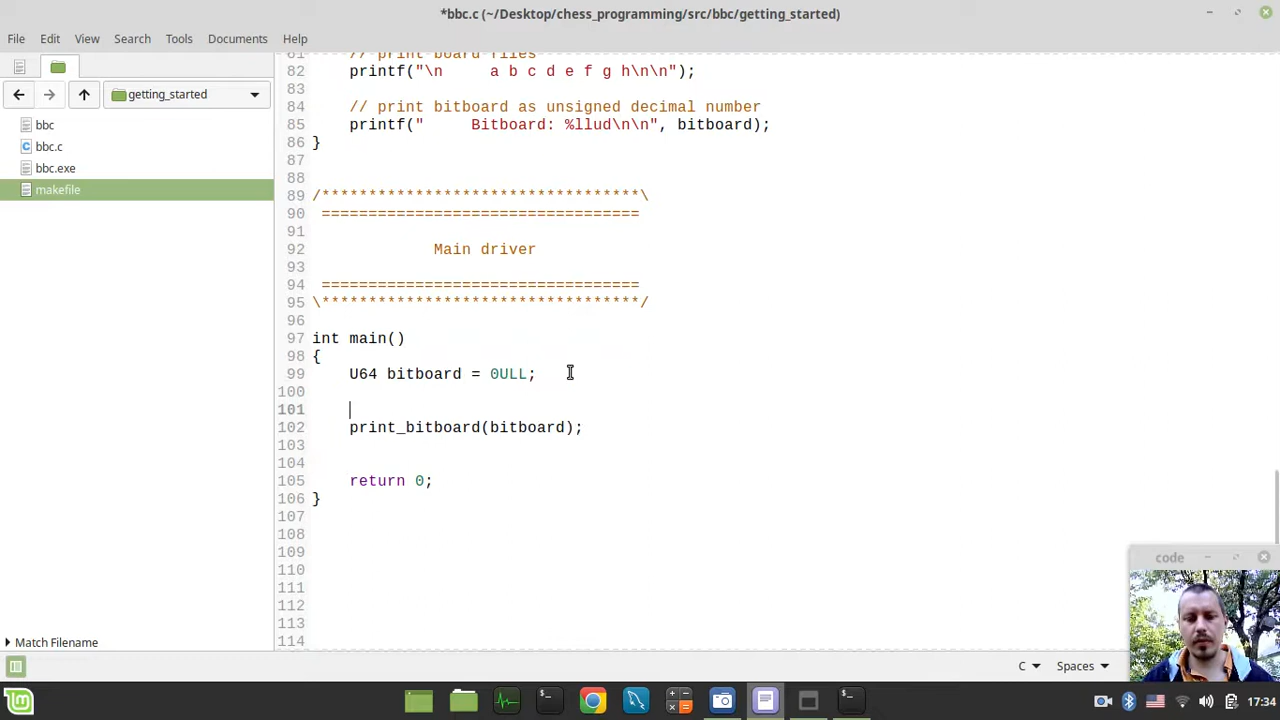 *bbc.c (~/Desktop/chess_programming/src/bbc/getting_started)
File Edit View Search Tools Documents Help
getting_started
bbc
bbc.c
bbc.exe
makefile
81 // print board files
82 printf("\n     a b c d e f g h\n\n");
83
84 // print bitboard as unsigned decimal number
85 printf("     Bitboard: %llud\n\n", bitboard);
86 }
87
88
89 /**********************************\
90 ==================================
91
92 Main driver
93
94 ==================================
95 \**********************************/
96
97 int main()
98 {
99 U64 bitboard = 0ULL;
100
101
102 print_bitboard(bitboard);
103
104
105 return 0;
106 }
107
108
109
110
111
112
113
114
code
Match Filename
C
Spaces
17:34